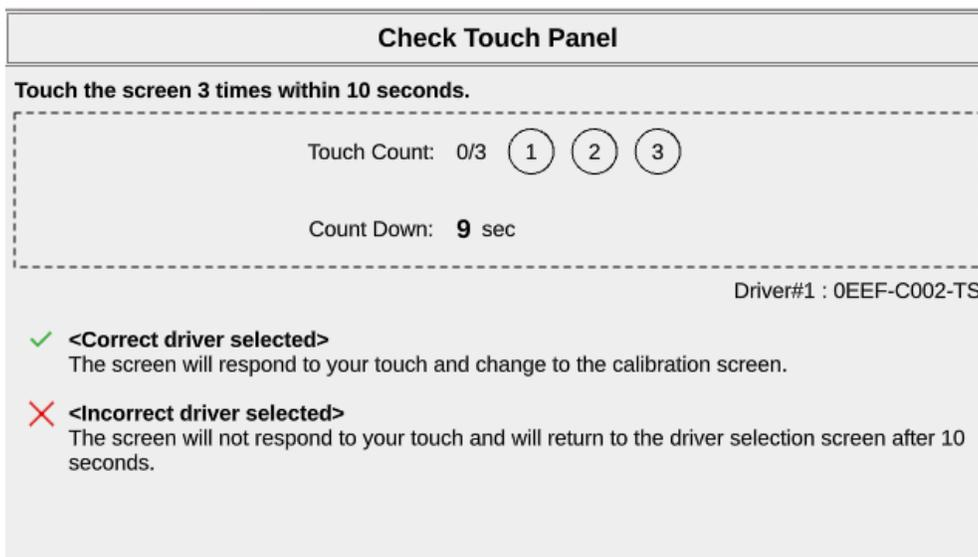 Check Touch Panel
Touch the screen 3 times within 10 seconds.
Touch Count: 0/3 1 2 3
Count Down: 9 sec
Driver#1 : 0EEF-C002-TS
<Correct driver selected>
The screen will respond to your touch and change to the calibration screen.
<Incorrect driver selected>
The screen will not respond to your touch and will return to the driver selection screen after 10
seconds.